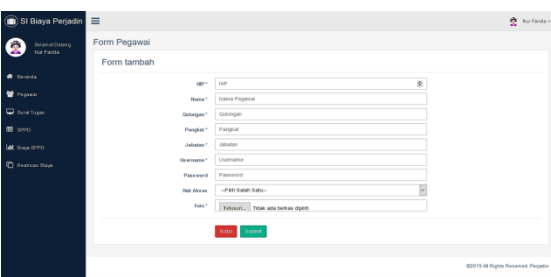 SI Biaya Perjadin
Nur Farida
Selamat Datang,
Nur Farida
Beranda
Pegawai
Surat Tugas
SPPD
Biaya SPPD
Realisasi Biaya
Form Pegawai
Form tambah
NIP * NIP
Nama * Nama Pegawai
Golongan * Golongan
Pangkat * Pangkat
Jabatan * Jabatan
Username * Username
Password Password
Hak Akses --Pilih Salah Satu--
Foto * Telusuri... Tidak ada berkas dipilih.
Batal Submit
©2019 All Rights Reserved. Perjadin